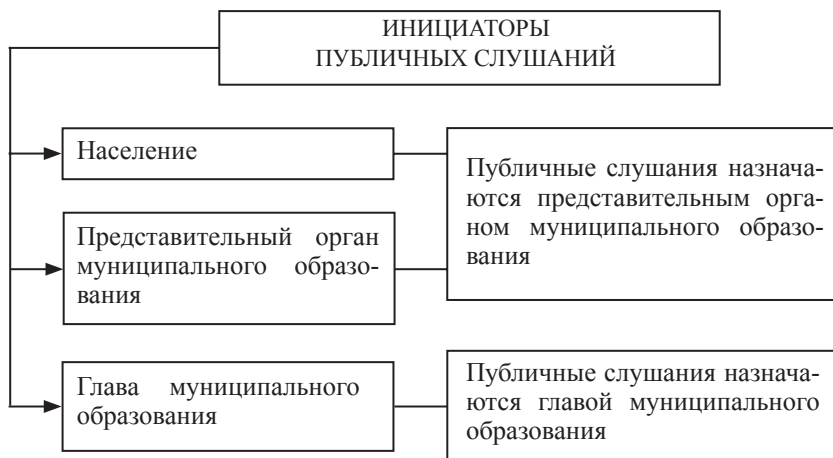 ИНИЦИАТОРЫ
ПУБЛИЧНЫХ СЛУШАНИЙ
Население
Публичные слушания назнача-
ются представительным орга-
ном муниципального образо-
вания
Представительный орган
муниципального образо-
вания
Глава муниципального
образования
Публичные слушания назнача-
ются главой муниципального
образования